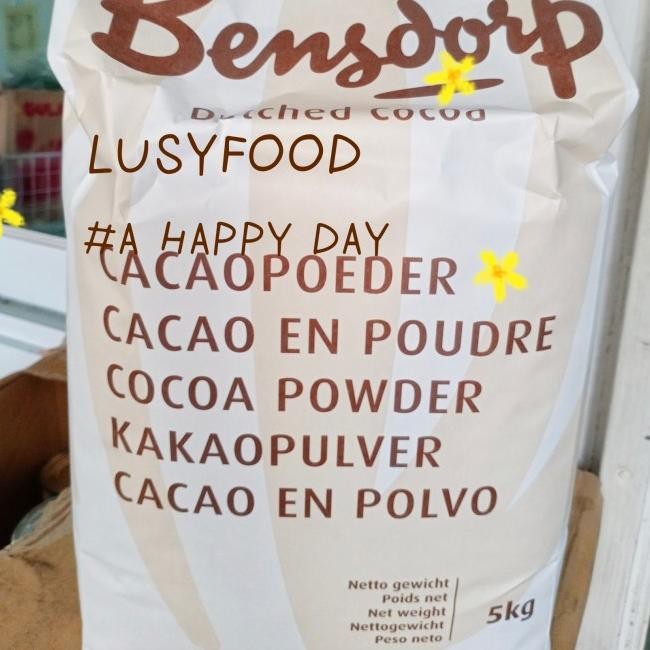 Bensdorp
Dutched cocoa
LUSYFOOD
#A HAPPY DAY
CACAOPOEDER
CACAO EN POUDRE
COCOA POWDER
KAKAOPULVER
CACAO EN POLVO
Netto gewicht
Poids net
Net weight
Nettogewicht
Peso neto
5kg